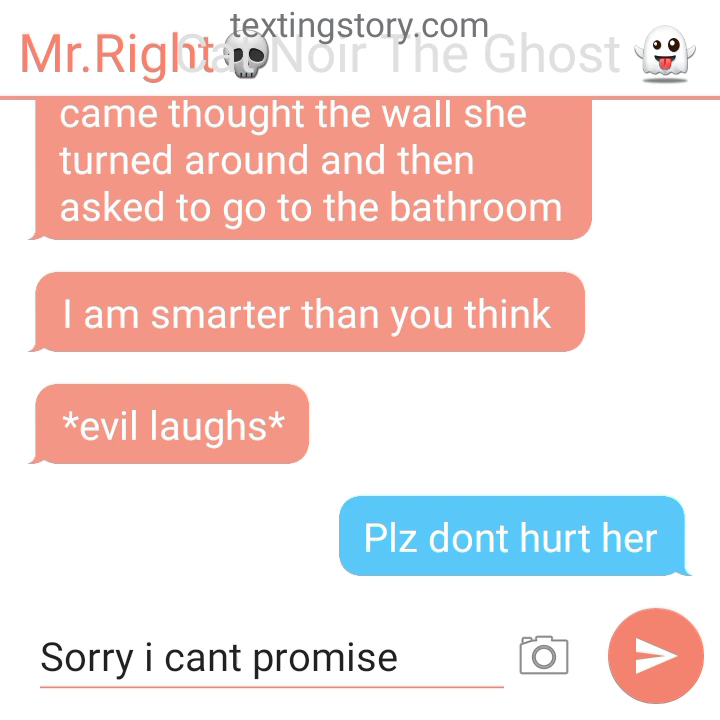 textingstory.com
Mr.Right💀
Cat Noir The Ghost 👻
came thought the wall she
turned around and then
asked to go to the bathroom
I am smarter than you think
*evil laughs*
Plz dont hurt her
Sorry i cant promise